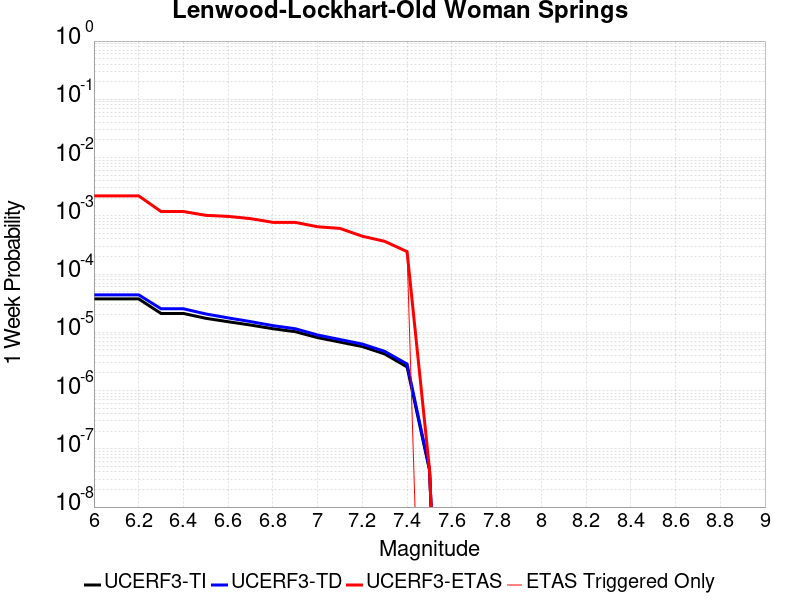 Lenwood-Lockhart-Old Woman Springs
10^0
10^-1
10^-2
10^-3
10^-4
10^-5
10^-6
10^-7
10^-8
1 Week Probability
6 6.2 6.4 6.6 6.8 7 7.2 7.4 7.6 7.8 8 8.2 8.4 8.6 8.8 9
Magnitude
UCERF3-TI UCERF3-TD UCERF3-ETAS ETAS Triggered Only